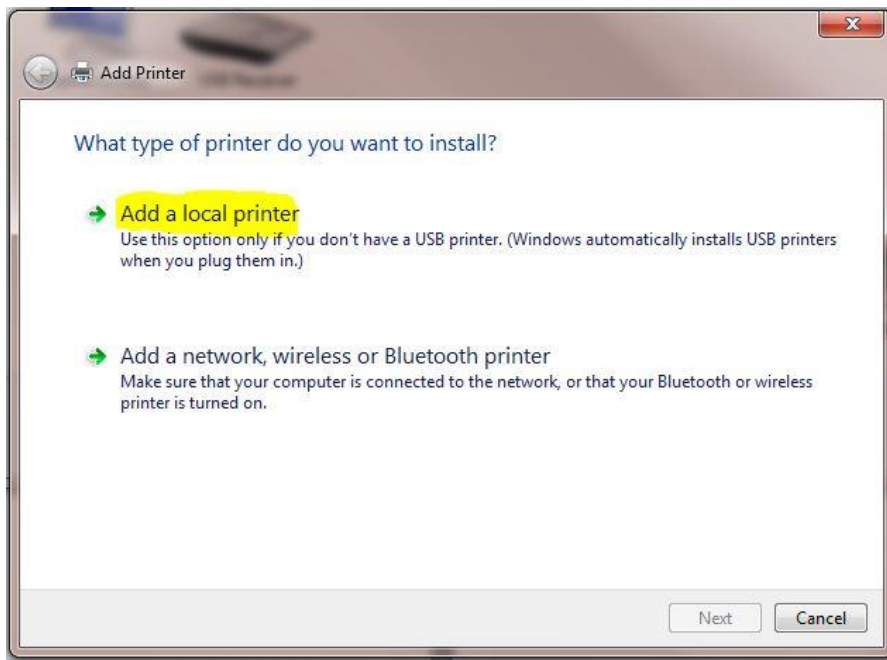 Add Printer
What type of printer do you want to install?
Add a local printer
Use this option only if you don't have a USB printer. (Windows automatically installs USB printers
when you plug them in.)
Add a network, wireless or Bluetooth printer
Make sure that your computer is connected to the network, or that your Bluetooth or wireless
printer is turned on.
Next
Cancel